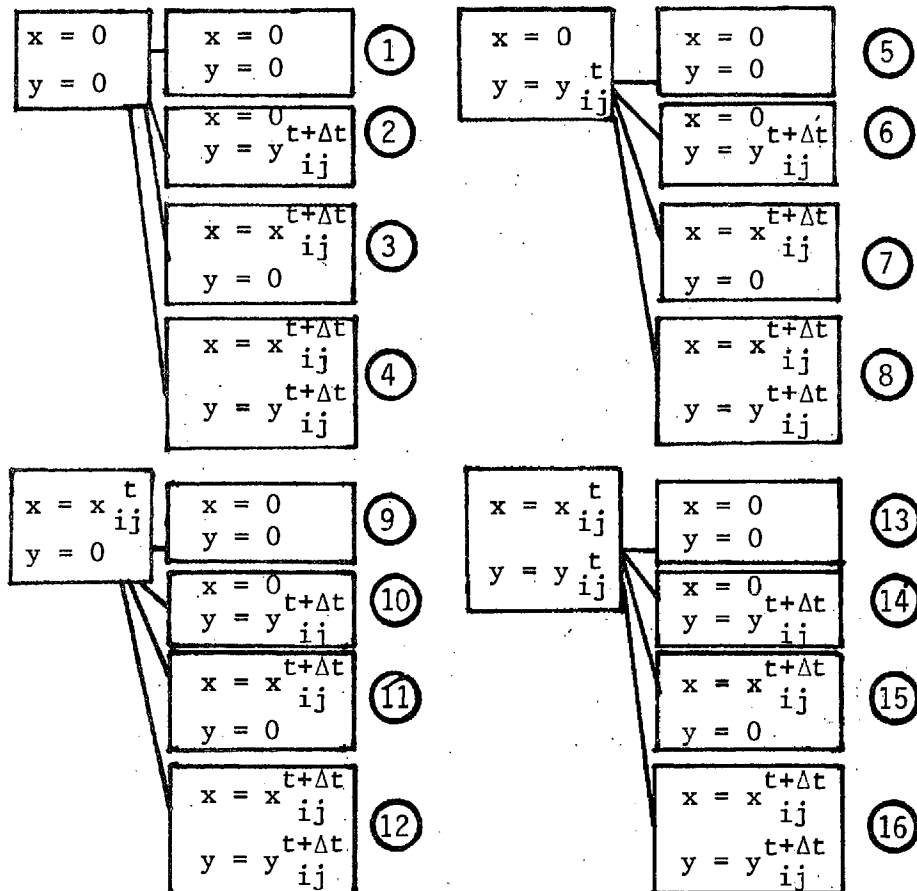 x = 0
y = 0
x = 0
y = 0
1
x = 0
y = y^{t+Δt}_{ij}
2
x = x^{t+Δt}_{ij}
y = 0
3
x = x^{t+Δt}_{ij}
y = y^{t+Δt}_{ij}
4
x = 0
y = y^{t}_{ij}
x = 0
y = 0
5
x = 0
y = y^{t+Δt}_{ij}
6
x = x^{t+Δt}_{ij}
y = 0
7
x = x^{t+Δt}_{ij}
y = y^{t+Δt}_{ij}
8
x = x^{t}_{ij}
y = 0
x = 0
y = 0
9
x = 0
y = y^{t+Δt}_{ij}
10
x = x^{t+Δt}_{ij}
y = 0
11
x = x^{t+Δt}_{ij}
y = y^{t+Δt}_{ij}
12
x = x^{t}_{ij}
y = y^{t}_{ij}
x = 0
y = 0
13
x = 0
y = y^{t+Δt}_{ij}
14
x = x^{t+Δt}_{ij}
y = 0
15
x = x^{t+Δt}_{ij}
y = y^{t+Δt}_{ij}
16